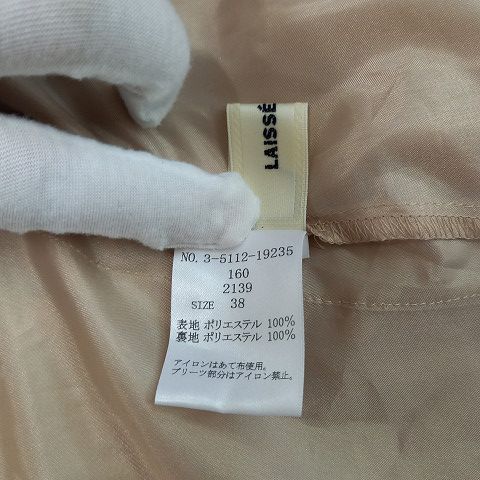 LAISSÉ
NO. 3-5112-19235
160
2139
SIZE 38
表地 ポリエステル 100%
裏地 ポリエステル 100%
アイロンはあて布使用。
プリーツ部分はアイロン禁止。